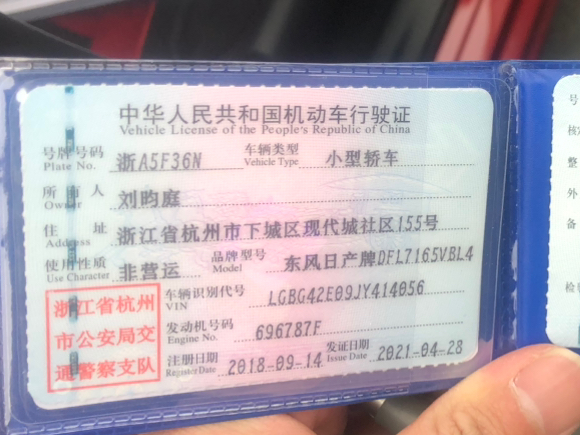 中华人民共和国机动车行驶证
Vehicle License of the People's Republic of China
号牌号码 Plate No. 浙A5F36N 车辆类型 Vehicle Type 小型轿车
所有人 Owner 刘昀庭
住址 Address 浙江省杭州市下城区现代城社区155号
使用性质 Use Character 非营运 品牌型号 Model 东风日产牌DFL7165VBL4
浙江省杭州
市公安局交
通警察支队
车辆识别代号 VIN LGBG42E09JY414056
发动机号码 Engine No. 696787F
注册日期 Register Date 2018-09-14 发证日期 Issue Date 2021-04-28
号
核
整
外
备
检